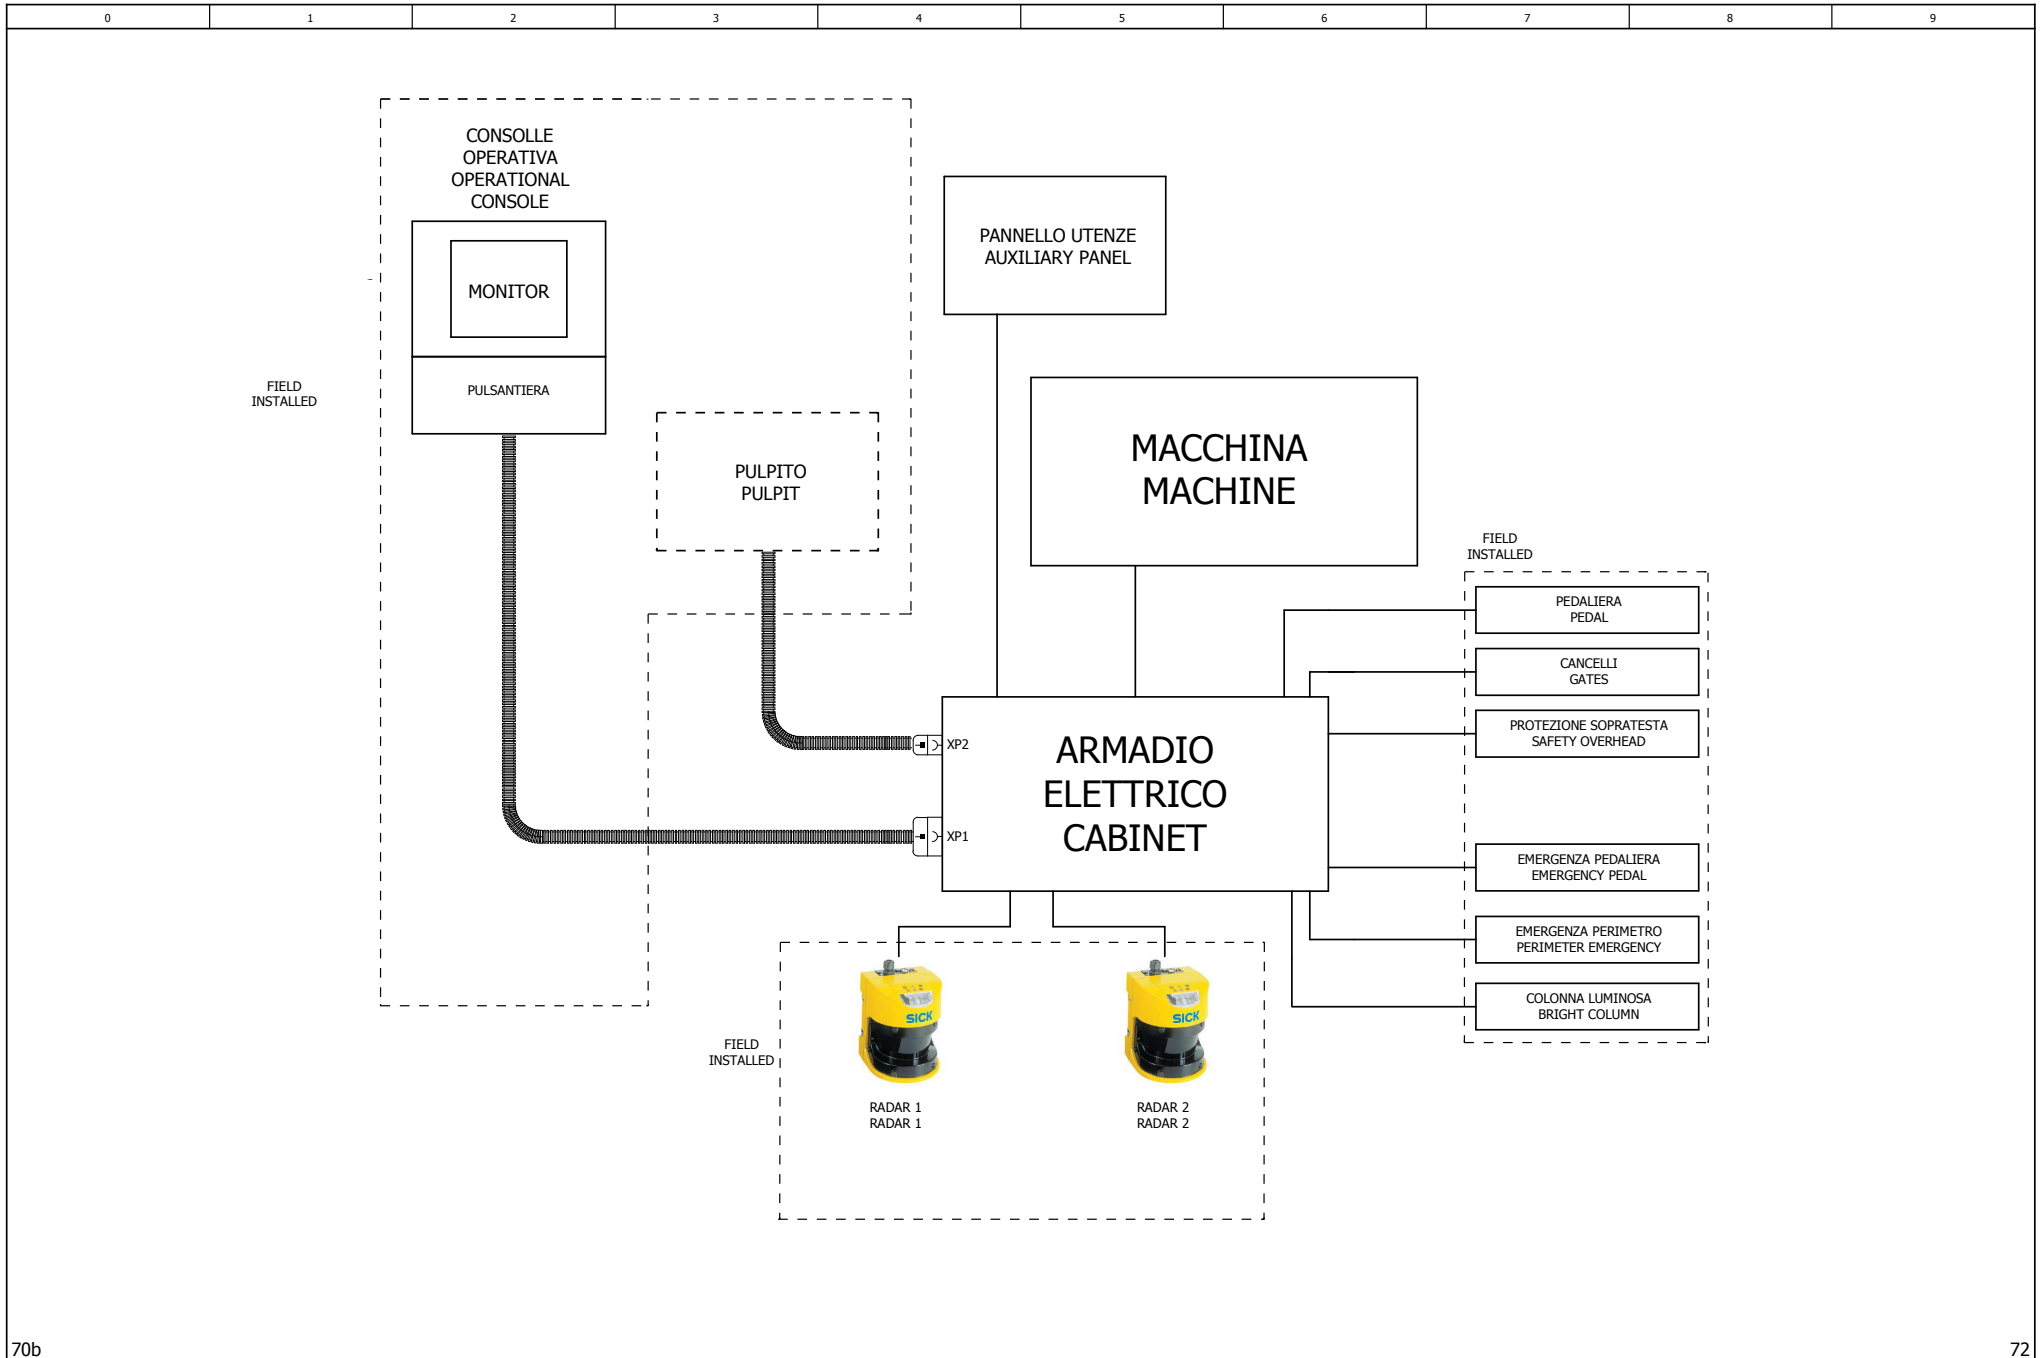 0 1 2 3 4 5 6 7 8 9
CONSOLLE
OPERATIVA
OPERATIONAL
CONSOLE
MONITOR
PULSANTIERA
FIELD
INSTALLED
PULPITO
PULPIT
PANNELLO UTENZE
AUXILIARY PANEL
MACCHINA
MACHINE
XP2
XP1
ARMADIO
ELETTRICO
CABINET
FIELD
INSTALLED
PEDALIERA
PEDAL
CANCELLI
GATES
PROTEZIONE SOPRATESTA
SAFETY OVERHEAD
EMERGENZA PEDALIERA
EMERGENCY PEDAL
EMERGENZA PERIMETRO
PERIMETER EMERGENCY
COLONNA LUMINOSA
BRIGHT COLUMN
FIELD
INSTALLED
SICK
RADAR 1
RADAR 1
SICK
RADAR 2
RADAR 2
70b
72